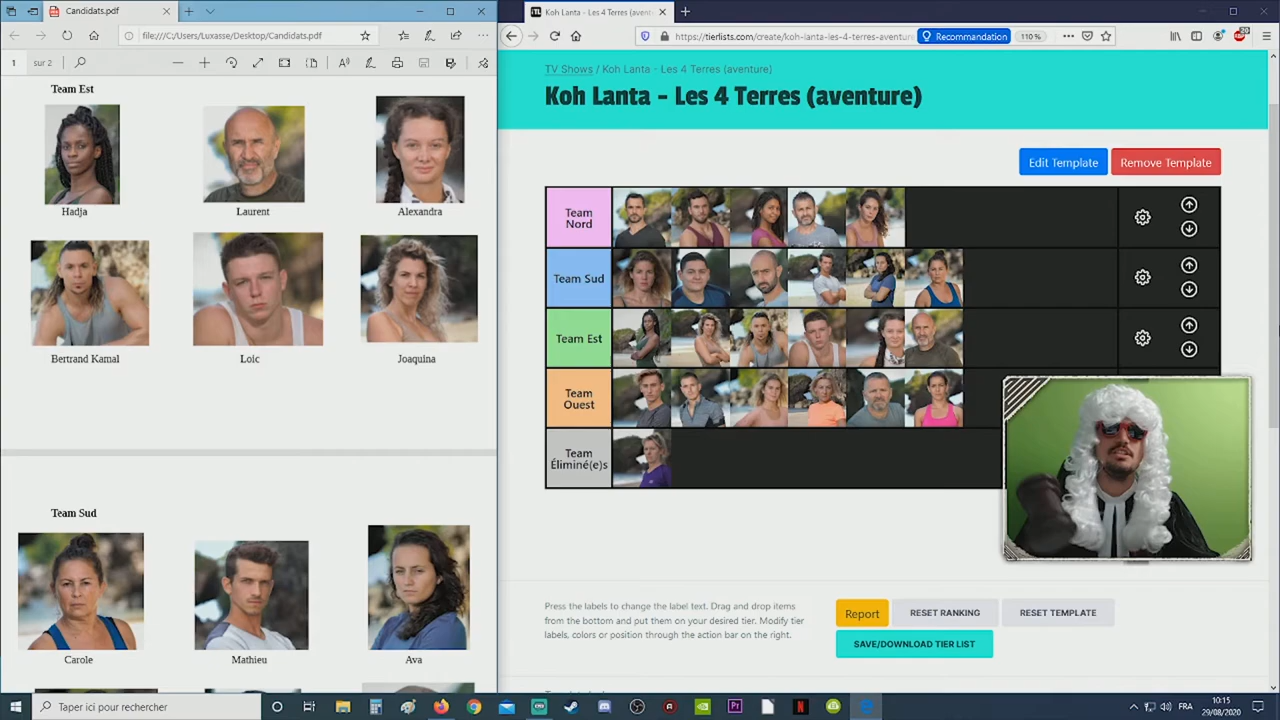 Candidats.pdf
file:///C:/Users/Luxasse/Desktop/Candidats.pdf
1 sur 2
Team Est
Hadja
Laurent
Alexandra
Bertrand Kamal
Loic
Joaquina
Team Sud
Carole
Mathieu
Ava
Koh Lanta - Les 4 Terres (avent
https://tierlists.com/create/koh-lanta-les-4-terres-aventure
Recommandation
110 %
20
TV Shows / Koh Lanta - Les 4 Terres (aventure)
Koh Lanta - Les 4 Terres (aventure)
Edit Template
Remove Template
Team
Nord
Team Sud
Team Est
Team
Ouest
Team
Éliminé(e)s
Press the labels to change the label text. Drag and drop items
from the bottom and put them on your desired tier. Modify tier
labels, colors or position through the action bar on the right.
Report
RESET RANKING
RESET TEMPLATE
SAVE/DOWNLOAD TIER LIST
Taper ici pour rechercher
FRA
10:15
29/08/2020